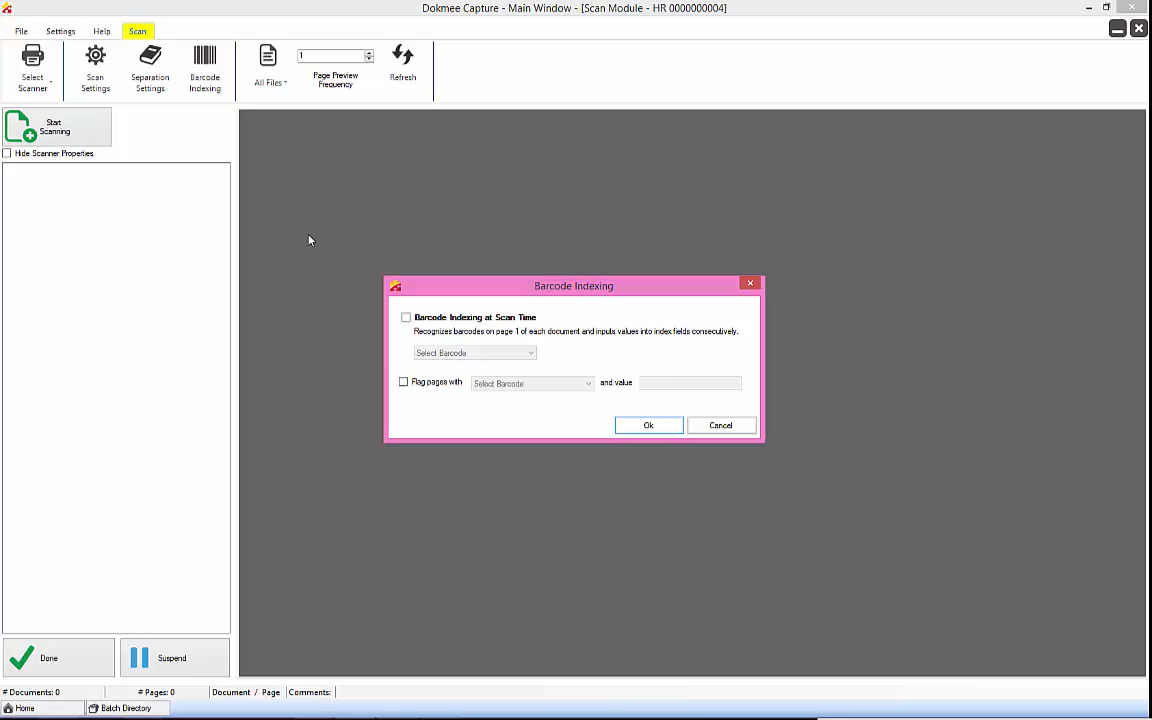 Dokmee Capture - Main Window - [Scan Module - HR 0000000004]
File Settings Help Scan
Select Scanner
Scan Settings
Separation Settings
Barcode Indexing
All Files
1
Page Preview Frequency
Refresh
Start Scanning
Hide Scanner Properties
Barcode Indexing
Barcode Indexing at Scan Time
Recognizes barcodes on page 1 of each document and inputs values into index fields consecutively.
Select Barcode
Flag pages with Select Barcode and value
Ok Cancel
Done Suspend
# Documents: 0 # Pages: 0 Document / Page Comments:
Home Batch Directory